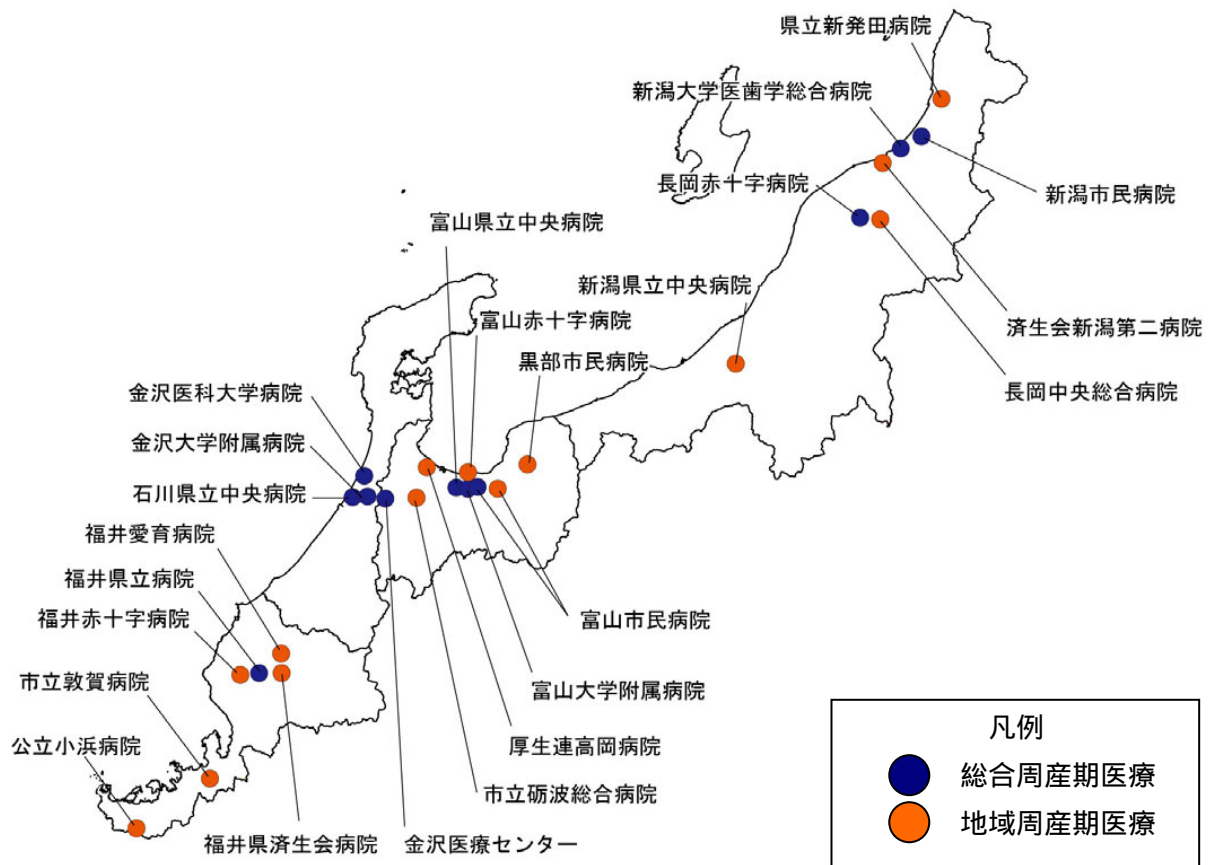 県立新発田病院
新潟大学医歯学総合病院
長岡赤十字病院
新潟市民病院
富山県立中央病院
新潟県立中央病院
富山赤十字病院
済生会新潟第二病院
黒部市民病院
金沢医科大学病院
長岡中央総合病院
金沢大学附属病院
石川県立中央病院
福井愛育病院
福井県立病院
福井赤十字病院
富山市民病院
市立敦賀病院
富山大学附属病院
公立小浜病院
厚生連高岡病院
市立砺波総合病院
福井県済生会病院
金沢医療センター
凡例
総合周産期医療
地域周産期医療